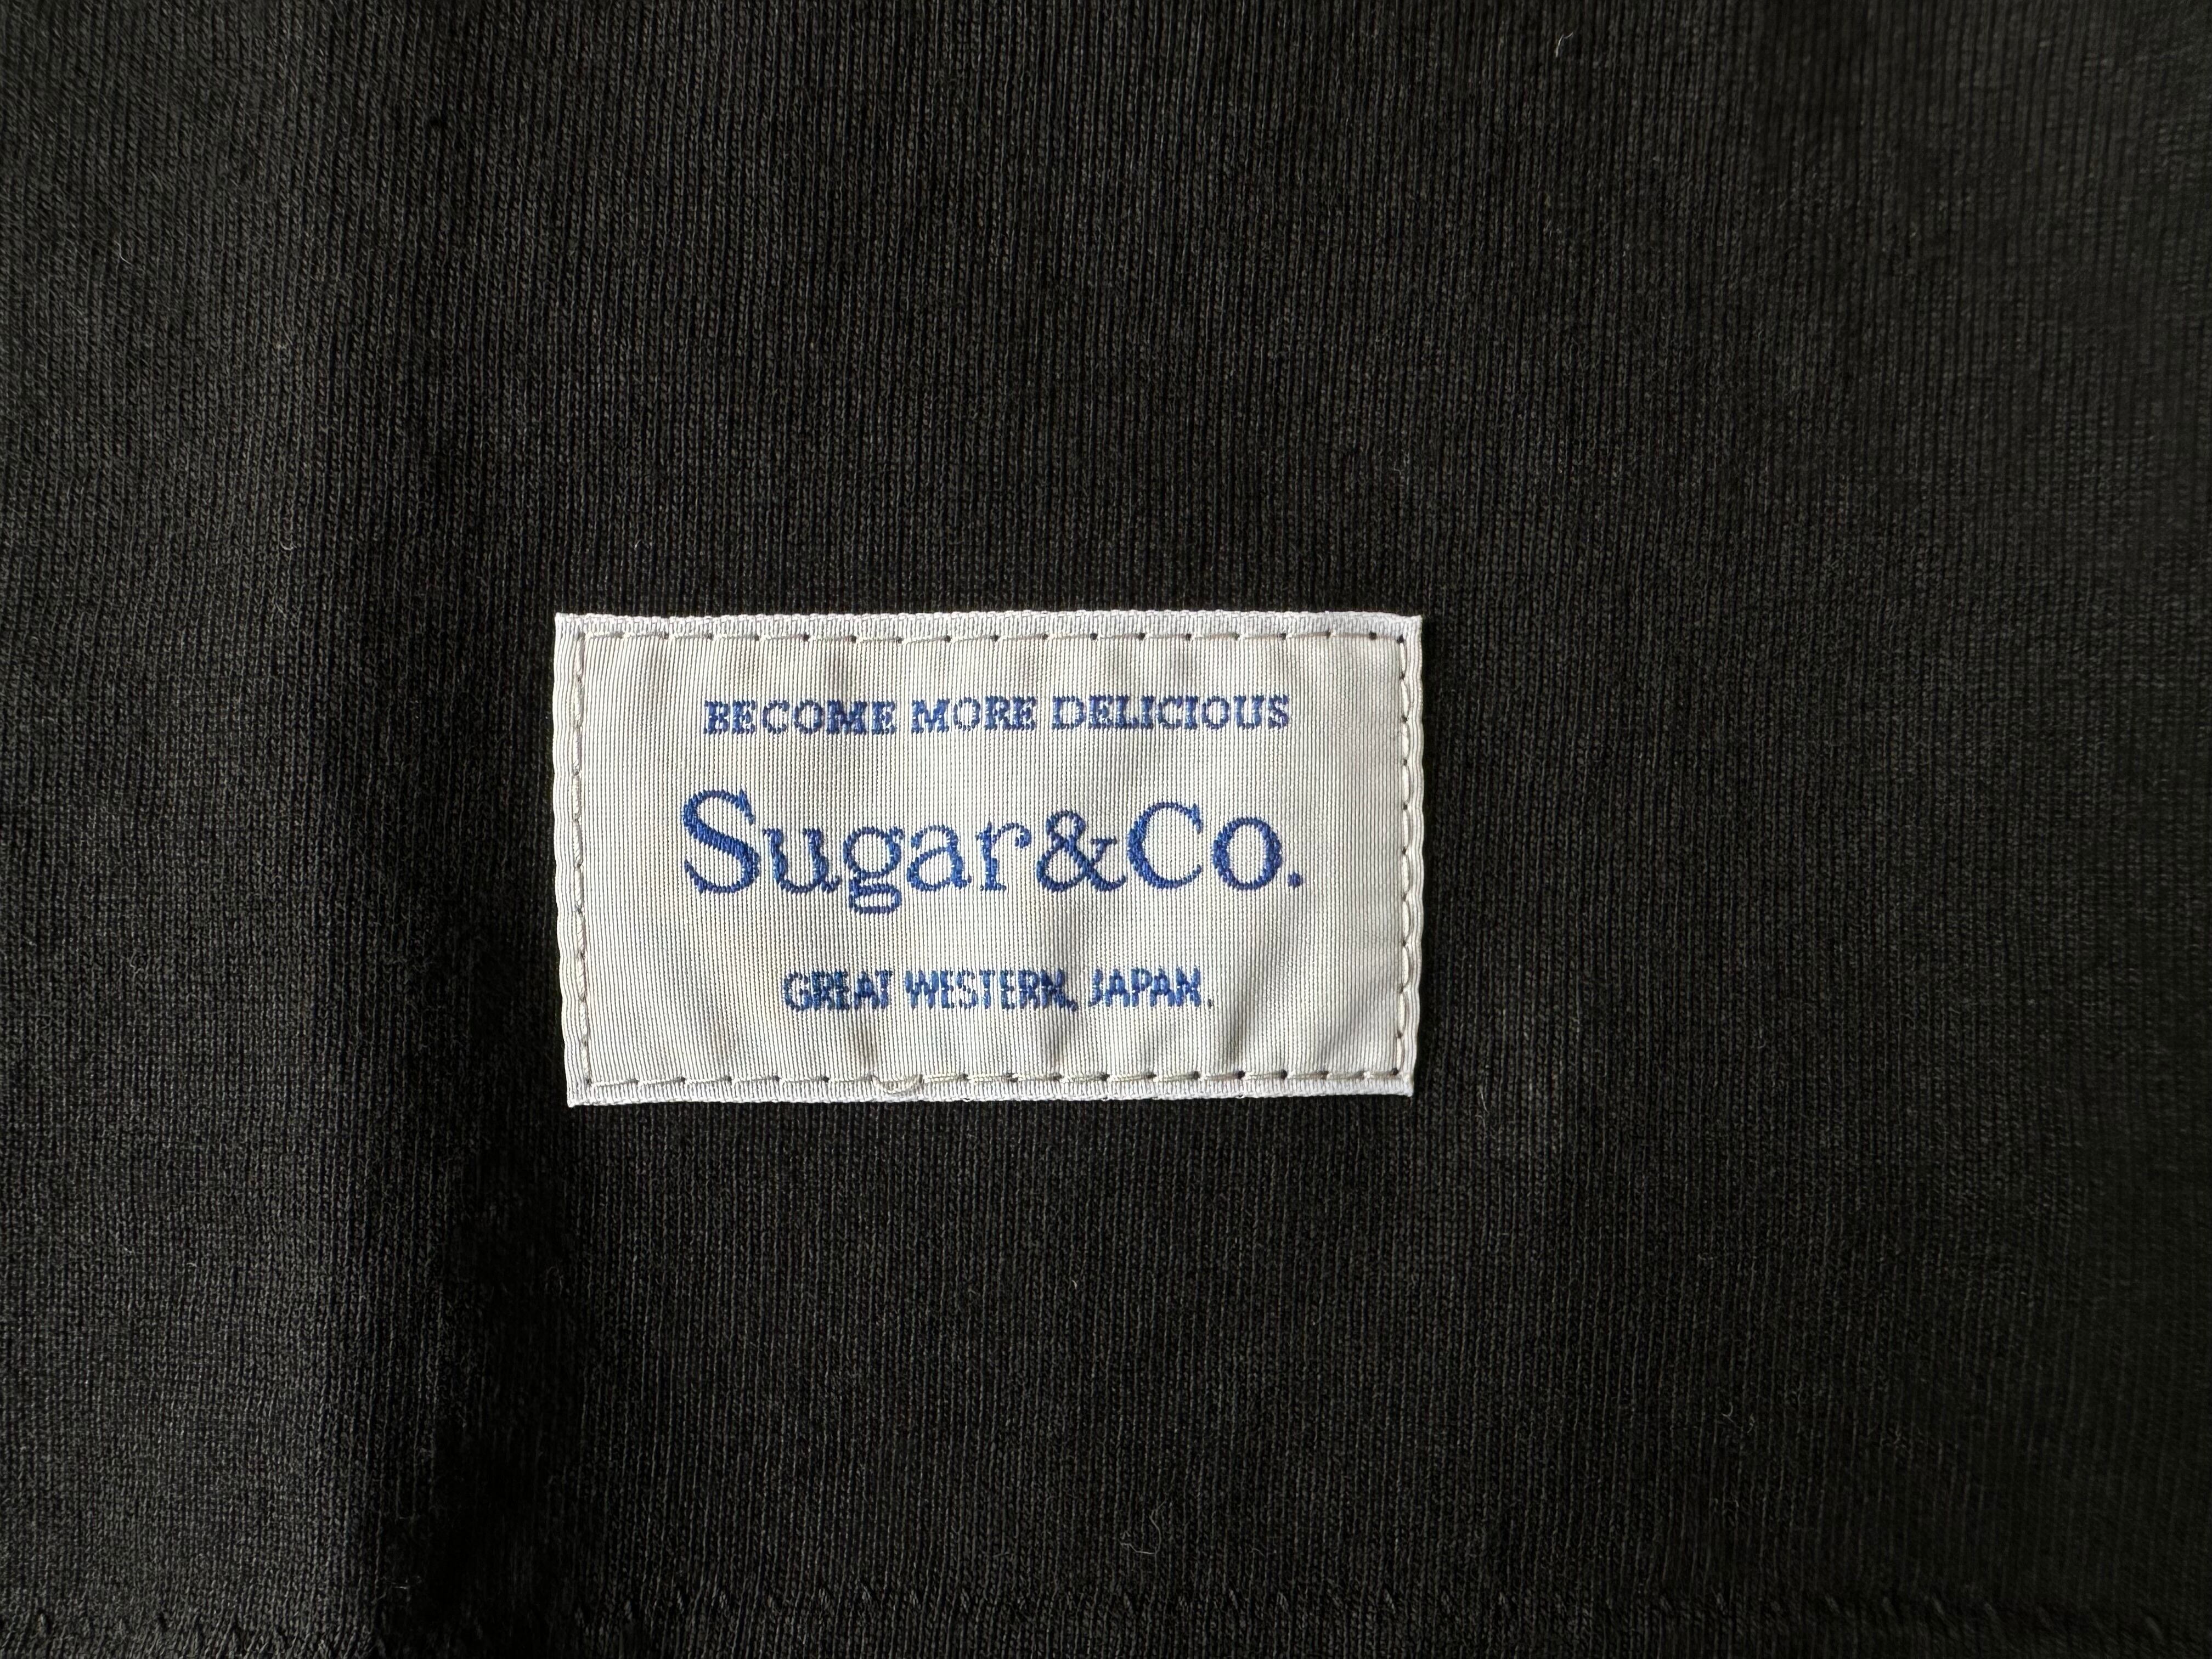 BECOME MORE DELICIOUS
Sugar&Co.
GREAT WESTERN, JAPAN.